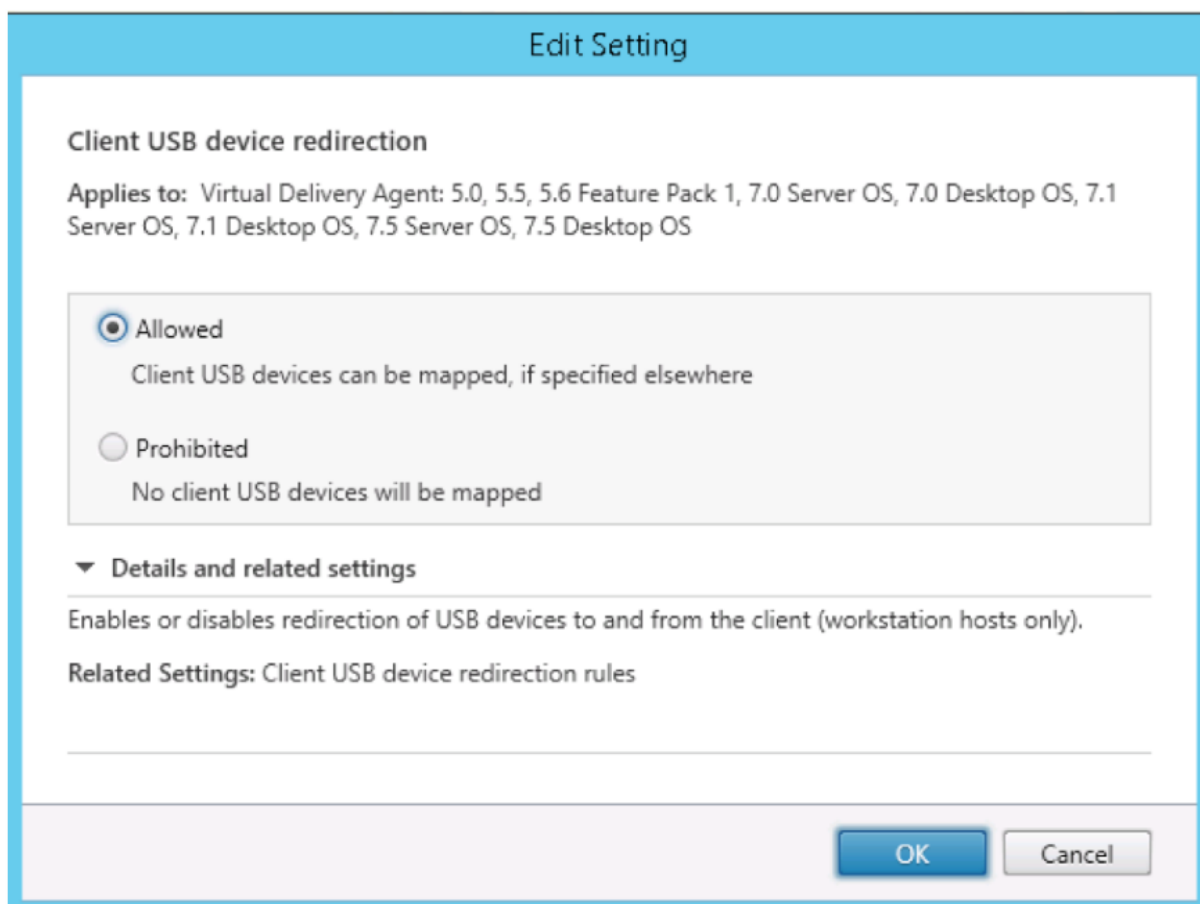 Edit Setting
Client USB device redirection
Applies to: Virtual Delivery Agent: 5.0, 5.5, 5.6 Feature Pack 1, 7.0 Server OS, 7.0 Desktop OS, 7.1
Server OS, 7.1 Desktop OS, 7.5 Server OS, 7.5 Desktop OS
Allowed
Client USB devices can be mapped, if specified elsewhere
Prohibited
No client USB devices will be mapped
Details and related settings
Enables or disables redirection of USB devices to and from the client (workstation hosts only).
Related Settings: Client USB device redirection rules
OK Cancel